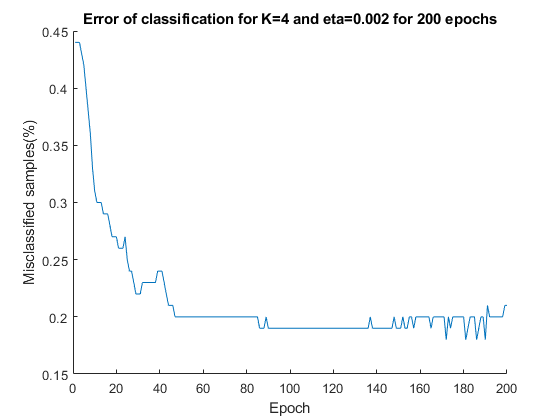 Error of classification for K=4 and eta=0.002 for 200 epochs
0.45
0.4
0.35
0.3
0.25
0.2
0.15
Misclassified samples(%)
0 20 40 60 80 100 120 140 160 180 200
Epoch